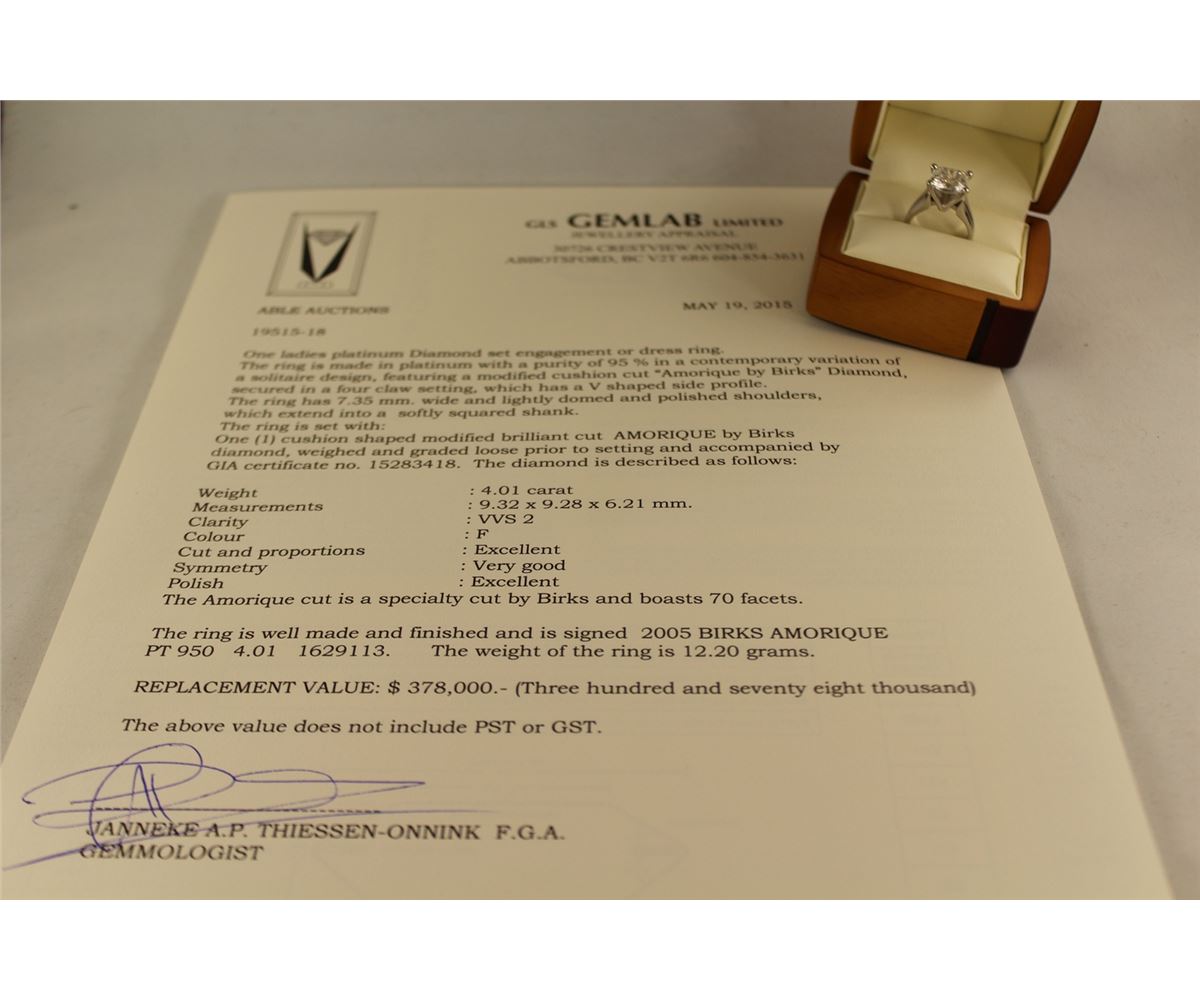 GLS GEMLAB LIMITED
JEWELLERY APPRAISAL
30726 CRESTVIEW AVENUE
ABBOTSFORD, BC V2T 6R6 604-854-3631
ABLE AUCTIONS
MAY 19, 2015
19515-18
One ladies platinum Diamond set engagement or dress ring.
The ring is made in platinum with a purity of 95 % in a contemporary variation of
a solitaire design, featuring a modified cushion cut "Amorique by Birks" Diamond,
secured in a four claw setting, which has a V shaped side profile.
The ring has 7.35 mm. wide and lightly domed and polished shoulders,
which extend into a softly squared shank.
The ring is set with:
One (1) cushion shaped modified brilliant cut AMORIQUE by Birks
diamond, weighed and graded loose prior to setting and accompanied by
GIA certificate no. 15283418. The diamond is described as follows:
Weight : 4.01 carat
Measurements : 9.32 x 9.28 x 6.21 mm.
Clarity : VVS 2
Colour : F
Cut and proportions : Excellent
Symmetry : Very good
Polish : Excellent
The Amorique cut is a specialty cut by Birks and boasts 70 facets.
The ring is well made and finished and is signed 2005 BIRKS AMORIQUE
PT 950 4.01 1629113. The weight of the ring is 12.20 grams.
REPLACEMENT VALUE: $ 378,000.- (Three hundred and seventy eight thousand)
The above value does not include PST or GST.
JANNEKE A.P. THIESSEN-ONNINK F.G.A.
GEMMOLOGIST